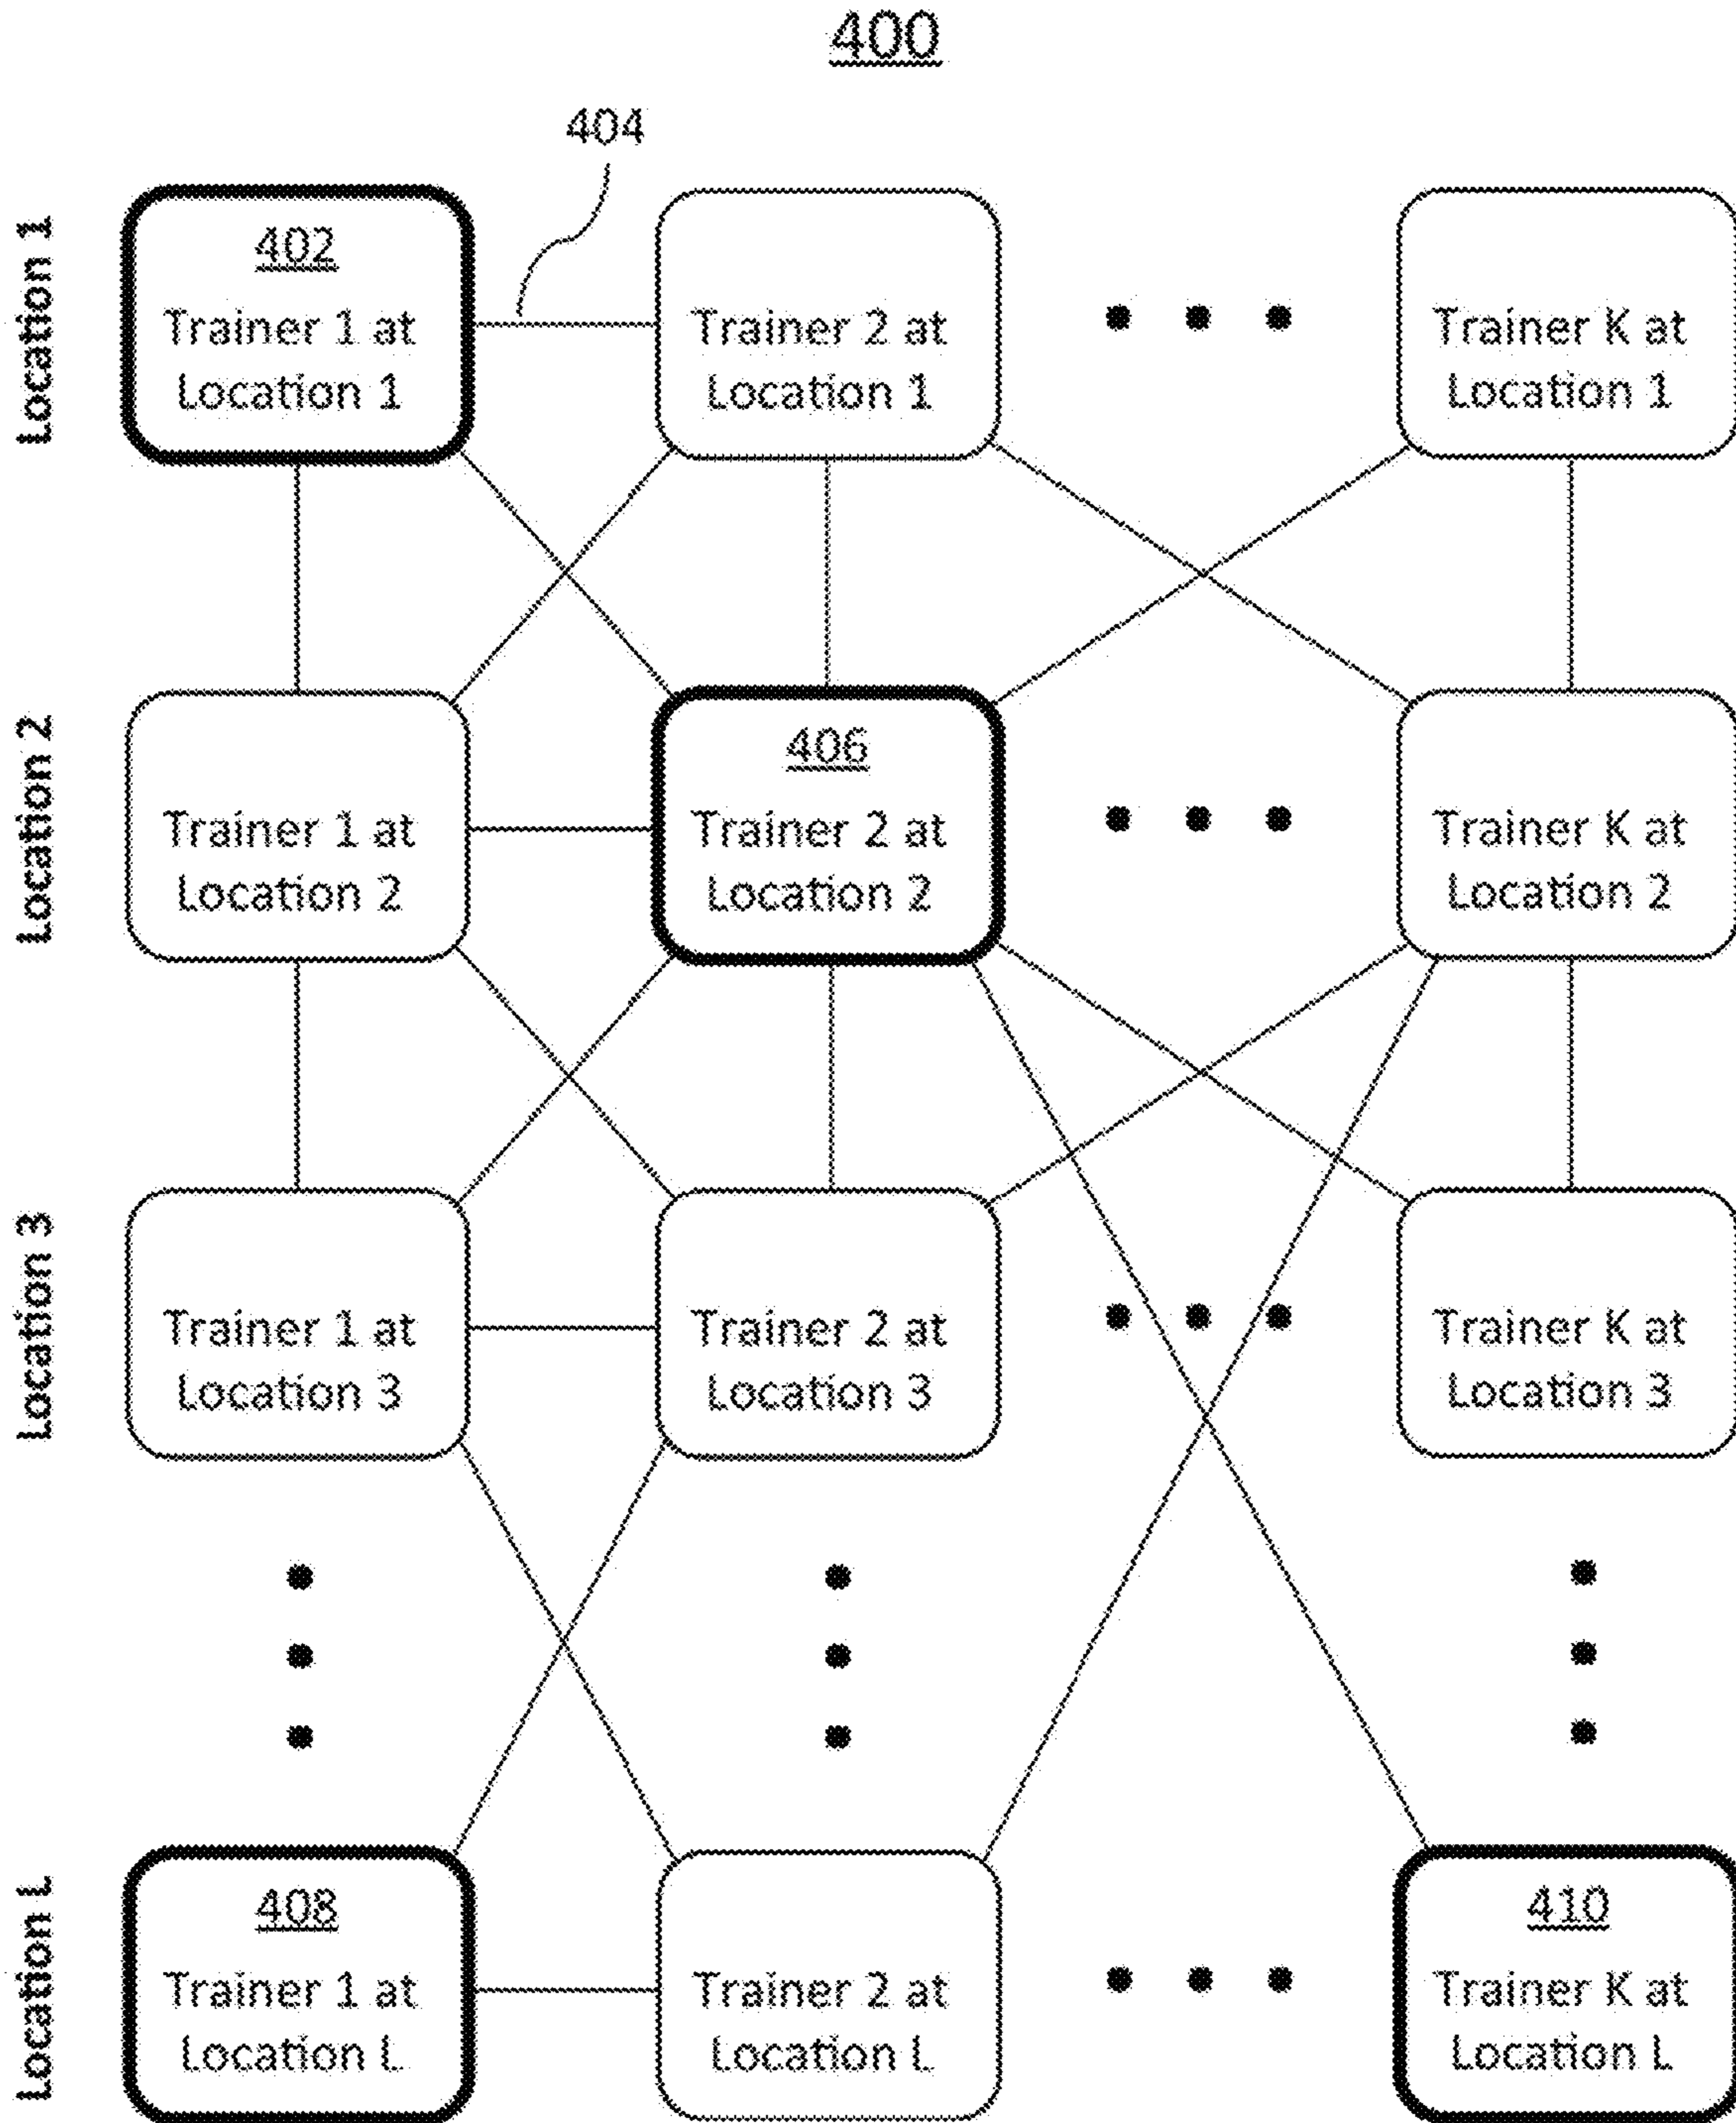 400
404
Location 1
402
Trainer 1 at
Location 1
Trainer 2 at
Location 1
Trainer K at
Location 1
Location 2
Trainer 1 at
Location 2
406
Trainer 2 at
Location 2
Trainer K at
Location 2
Location 3
Trainer 1 at
Location 3
Trainer 2 at
Location 3
Trainer K at
Location 3
Location L
408
Trainer 1 at
Location L
Trainer 2 at
Location L
410
Trainer K at
Location L